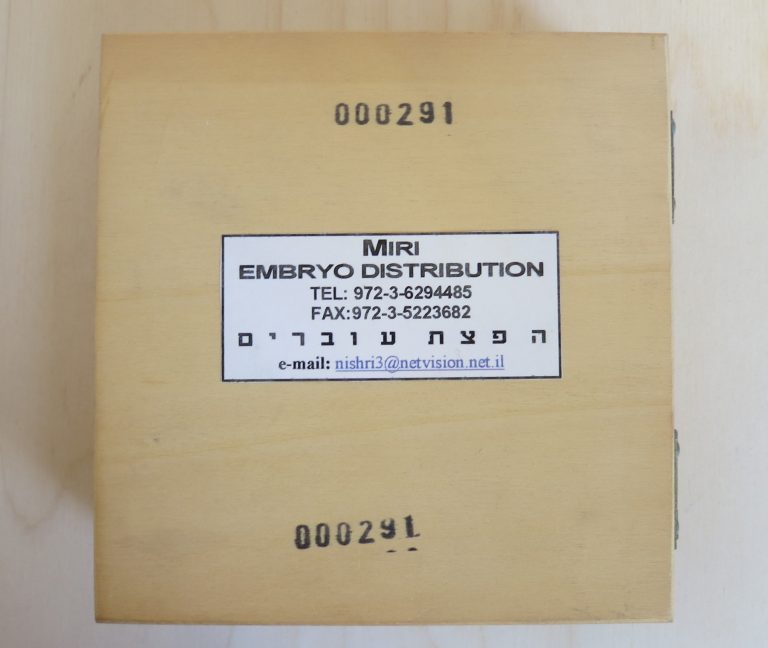 000291
MIRI
EMBRYO DISTRIBUTION
TEL: 972-3-6294485
FAX:972-3-5223682
הפצת עוברים
e-mail: nishri3@netvision.net.il
000291